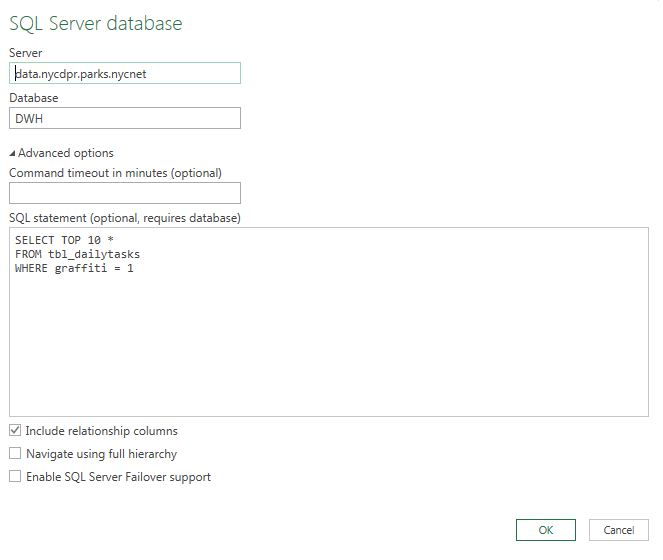 SQL Server database
Server
data.nycdpr.parks.nycnet
Database
DWH
Advanced options
Command timeout in minutes (optional)
SQL statement (optional, requires database)
SELECT TOP 10 *
FROM tbl_dailytasks
WHERE graffiti = 1
Include relationship columns
Navigate using full hierarchy
Enable SQL Server Failover support
OK Cancel